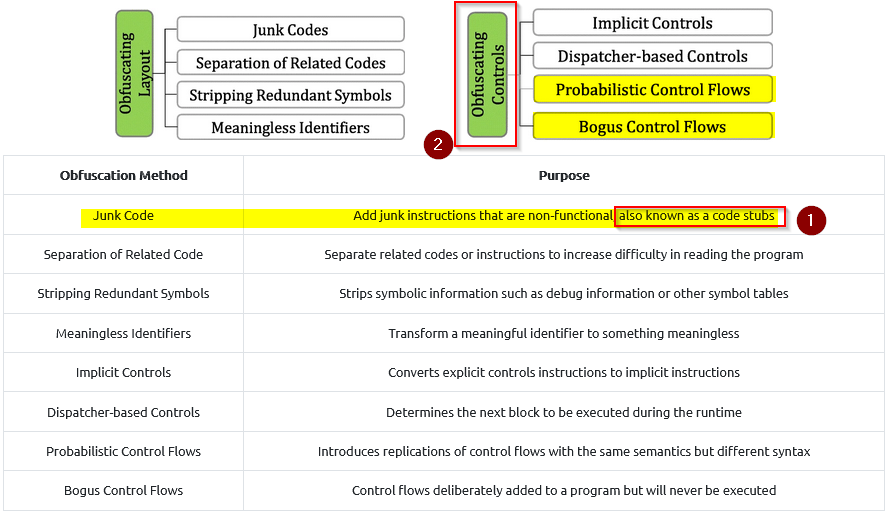 Obfuscating Layout
Junk Codes
Separation of Related Codes
Stripping Redundant Symbols
Meaningless Identifiers
Obfuscating Controls
Implicit Controls
Dispatcher-based Controls
Probabilistic Control Flows
Bogus Control Flows
2
Obfuscation Method Purpose
Junk Code Add junk instructions that are non-functional, also known as a code stubs
1
Separation of Related Code Separate related codes or instructions to increase difficulty in reading the program
Stripping Redundant Symbols Strips symbolic information such as debug information or other symbol tables
Meaningless Identifiers Transform a meaningful identifier to something meaningless
Implicit Controls Converts explicit controls instructions to implicit instructions
Dispatcher-based Controls Determines the next block to be executed during the runtime
Probabilistic Control Flows Introduces replications of control flows with the same semantics but different syntax
Bogus Control Flows Control flows deliberately added to a program but will never be executed